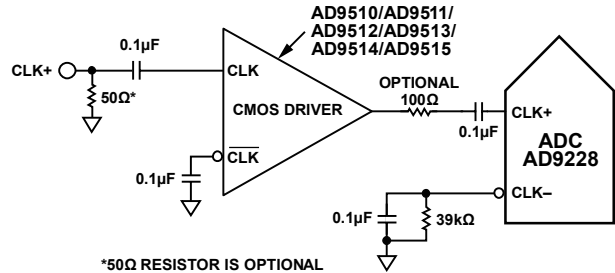 AD9510/AD9511/
AD9512/AD9513/
AD9514/AD9515
0.1µF
CLK+
50Ω*
CLK
CMOS DRIVER
CLK
0.1µF
OPTIONAL
100Ω
0.1µF
CLK+
ADC
AD9228
CLK–
0.1µF
39kΩ
*50Ω RESISTOR IS OPTIONAL